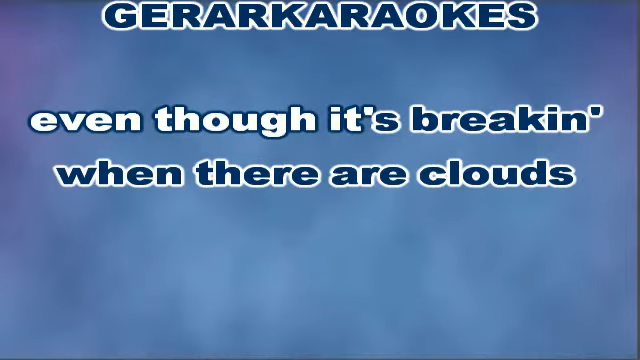 GERARKARAOKES
even though it's breakin'
when there are clouds